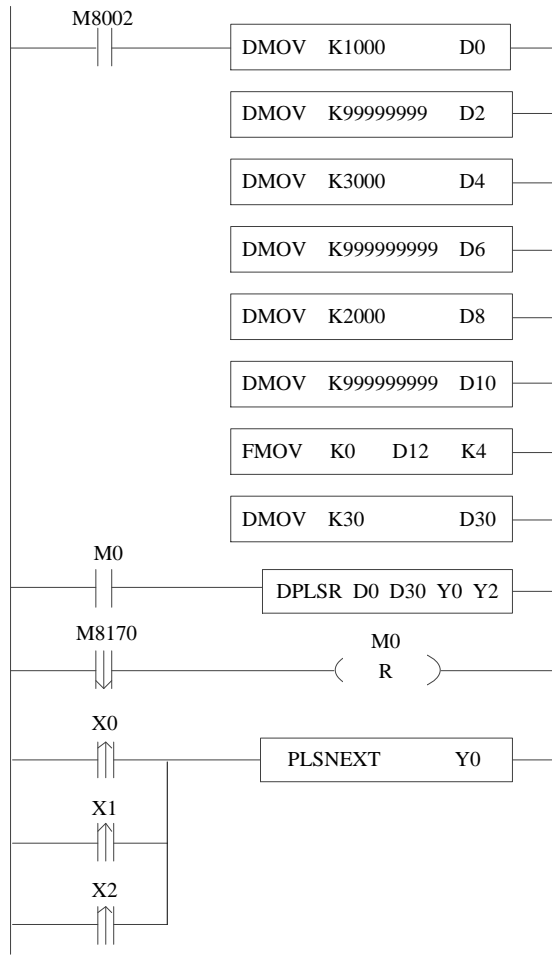 M8002
DMOV K1000 D0
DMOV K99999999 D2
DMOV K3000 D4
DMOV K999999999 D6
DMOV K2000 D8
DMOV K999999999 D10
FMOV K0 D12 K4
DMOV K30 D30
M0
DPLSR D0 D30 Y0 Y2
M8170
M0
R
X0
PLSNEXT Y0
X1
X2